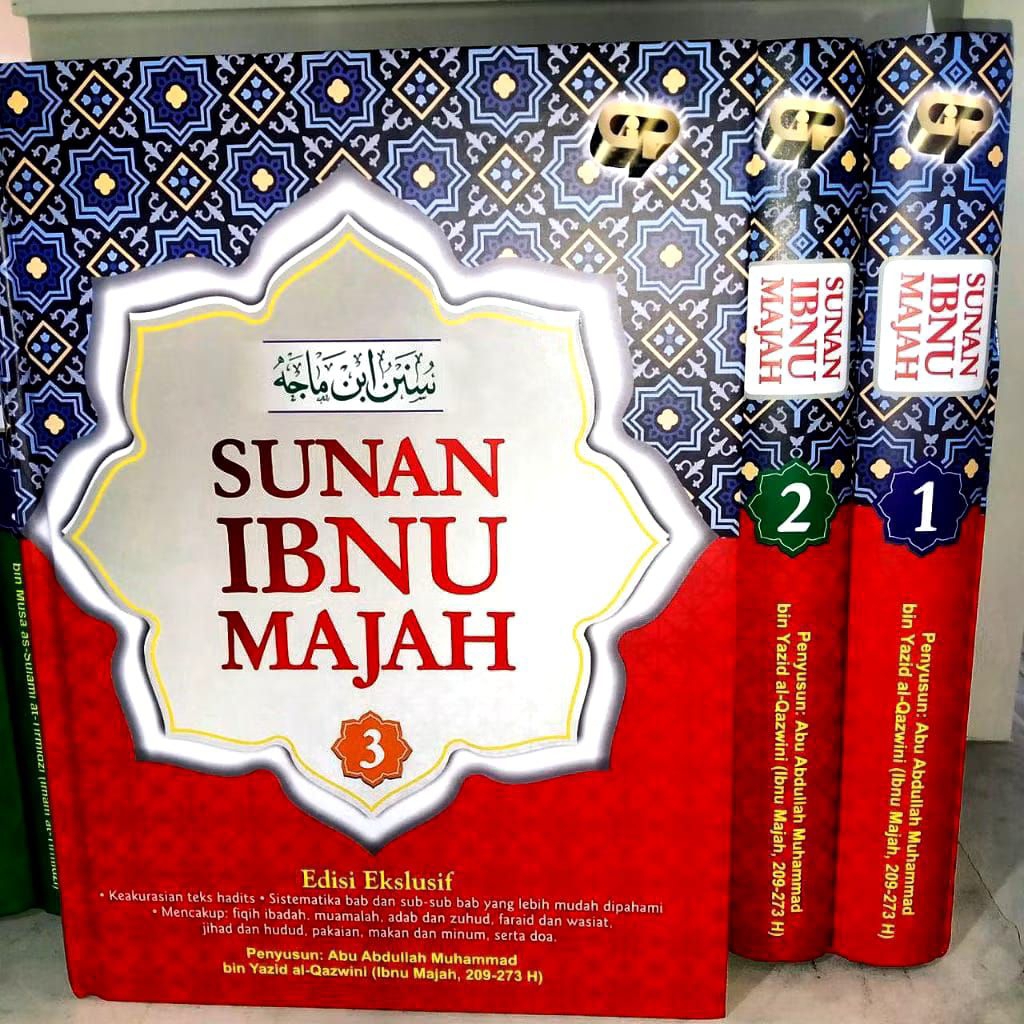 سُنَن ابن مَاجَهْ
SUNAN
IBNU
MAJAH
3
Edisi Ekslusif
• Keakurasian teks hadits • Sistematika bab dan sub-sub bab yang lebih mudah dipahami
• Mencakup: fiqih ibadah, muamalah, adab dan zuhud, faraid dan wasiat,
jihad dan hudud, pakaian, makan dan minum, serta doa.
Penyusun: Abu Abdullah Muhammad
bin Yazid al-Qazwini (Ibnu Majah, 209-273 H)
SUNAN
IBNU
MAJAH
2
Penyusun: Abu Abdullah Muhammad
bin Yazid al-Qazwini (Ibnu Majah, 209-273 H)
SUNAN
IBNU
MAJAH
1
Penyusun: Abu Abdullah Muhammad
bin Yazid al-Qazwini (Ibnu Majah, 209-273 H)
bin Musa as-Sulami at-Tirmidzi (Imam at-Tirmidzi)